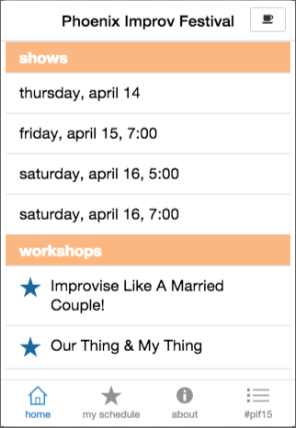 Phoenix Improv Festival
shows
thursday, april 14
friday, april 15, 7:00
saturday, april 16, 5:00
saturday, april 16, 7:00
workshops
Improvise Like A Married
Couple!
Our Thing & My Thing
home my schedule about #pif15